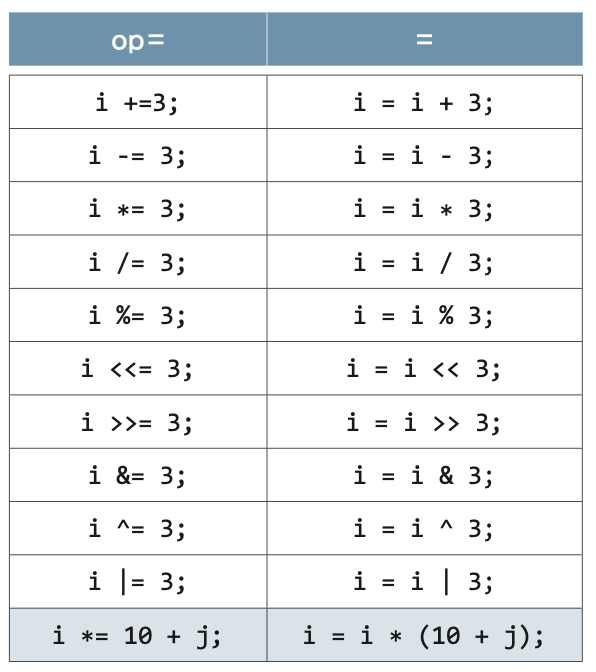 op= =
i +=3; i = i + 3;
i -= 3; i = i - 3;
i *= 3; i = i * 3;
i /= 3; i = i / 3;
i %= 3; i = i % 3;
i <<= 3; i = i << 3;
i >>= 3; i = i >> 3;
i &= 3; i = i & 3;
i ^= 3; i = i ^ 3;
i |= 3; i = i | 3;
i *= 10 + j; i = i * (10 + j);